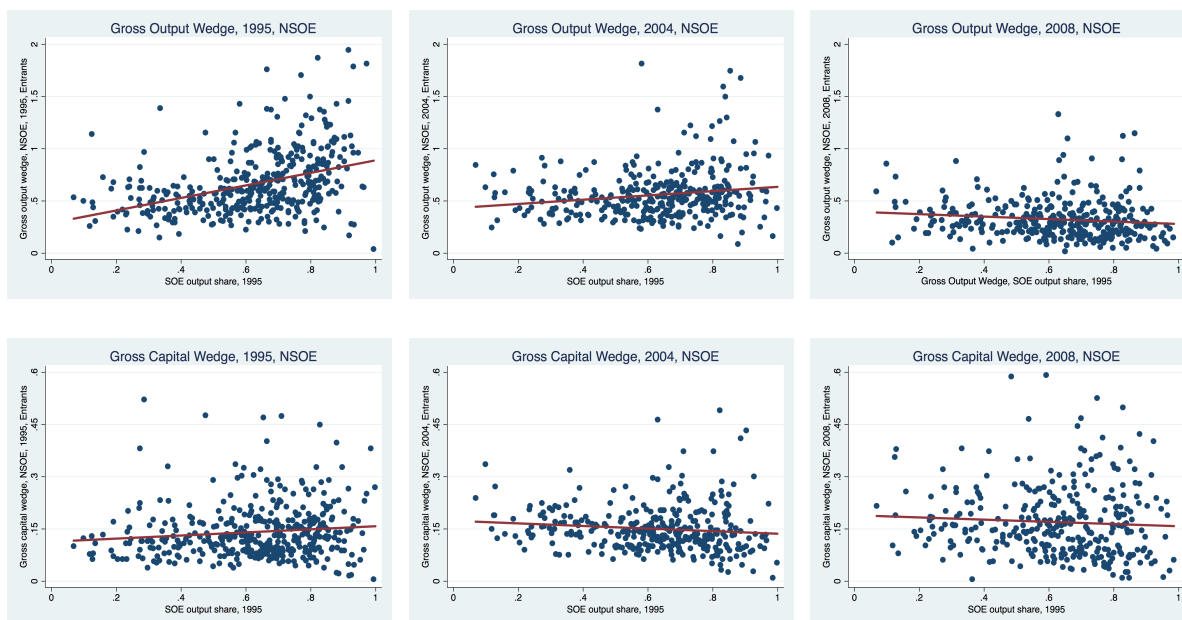 Gross Output Wedge, 1995, NSOE
Gross output wedge, NSOE, 1995, Entrants
2
1.5
1
.5
0
0 .2 .4 .6 .8 1
SOE output share, 1995
Gross Output Wedge, 2004, NSOE
Gross output wedge, NSOE, 2004, Entrants
2
1.5
1
.5
0
0 .2 .4 .6 .8 1
SOE output share, 1995
Gross Output Wedge, 2008, NSOE
Gross output wedge, NSOE, 2008, Entrants
2
1.5
1
.5
0
0 .2 .4 .6 .8 1
Gross Output Wedge, SOE output share, 1995
Gross Capital Wedge, 1995, NSOE
Gross capital wedge, NSOE, 1995, Entrants
.6
.45
.3
.15
0
0 .2 .4 .6 .8 1
SOE output share, 1995
Gross Capital Wedge, 2004, NSOE
Gross capital wedge, NSOE, 2004, Entrants
.6
.45
.3
.15
0
0 .2 .4 .6 .8 1
SOE output share, 1995
Gross Capital Wedge, 2008, NSOE
Gross capital wedge, NSOE, 2008, Entrants
.6
.45
.3
.15
0
0 .2 .4 .6 .8 1
SOE output share, 1995